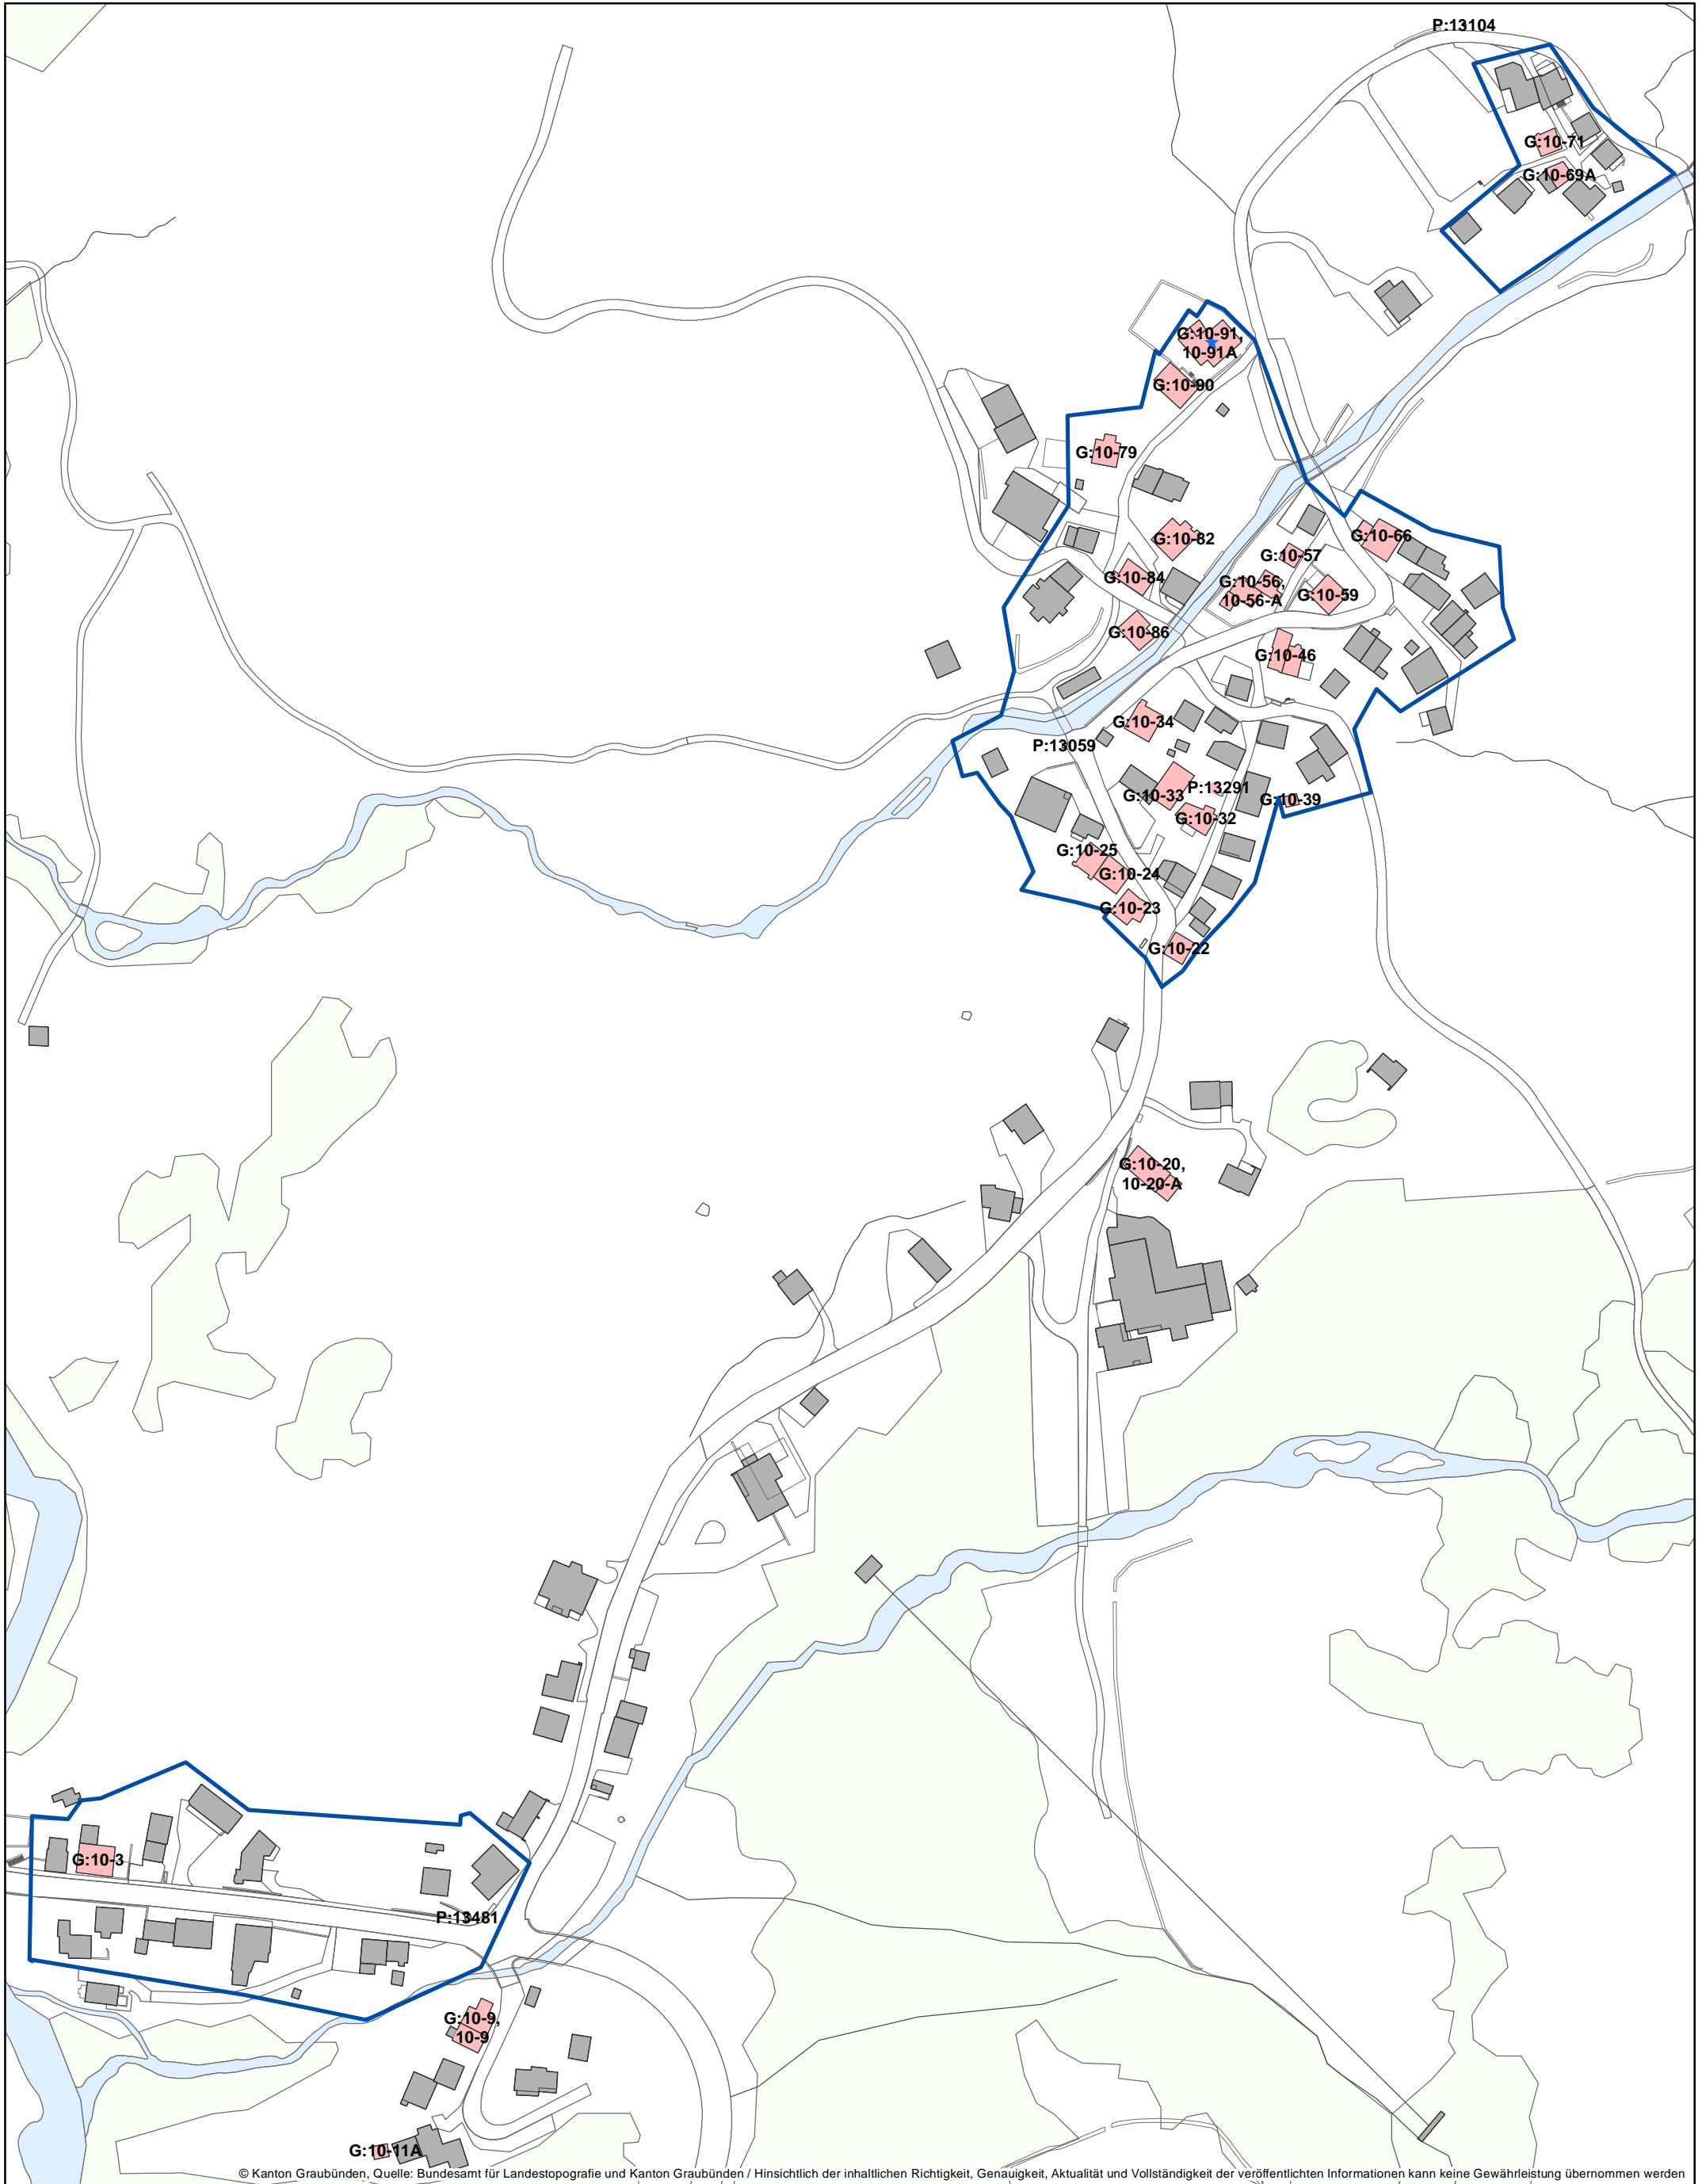 P:13104
G:10-71
G:10-69A
G:10-91,
10-91A
G:10-90
G:10-79
G:10-82
G:10-66
G:10-57
G:10-84
G:10-56,
10-56-A
G:10-59
G:10-86
G:10-46
G:10-34
P:13059
P:13291
G:10-33
G:10-39
G:10-32
G:10-25
G:10-24
G:10-23
G:10-22
G:10-20,
10-20-A
G:10-3
P:13481
G:10-9,
10-9
G:10-11A
© Kanton Graubünden, Quelle: Bundesamt für Landestopografie und Kanton Graubünden / Hinsichtlich der inhaltlichen Richtigkeit, Genauigkeit, Aktualität und Vollständigkeit der veröffentlichten Informationen kann keine Gewährleistung übernommen werden